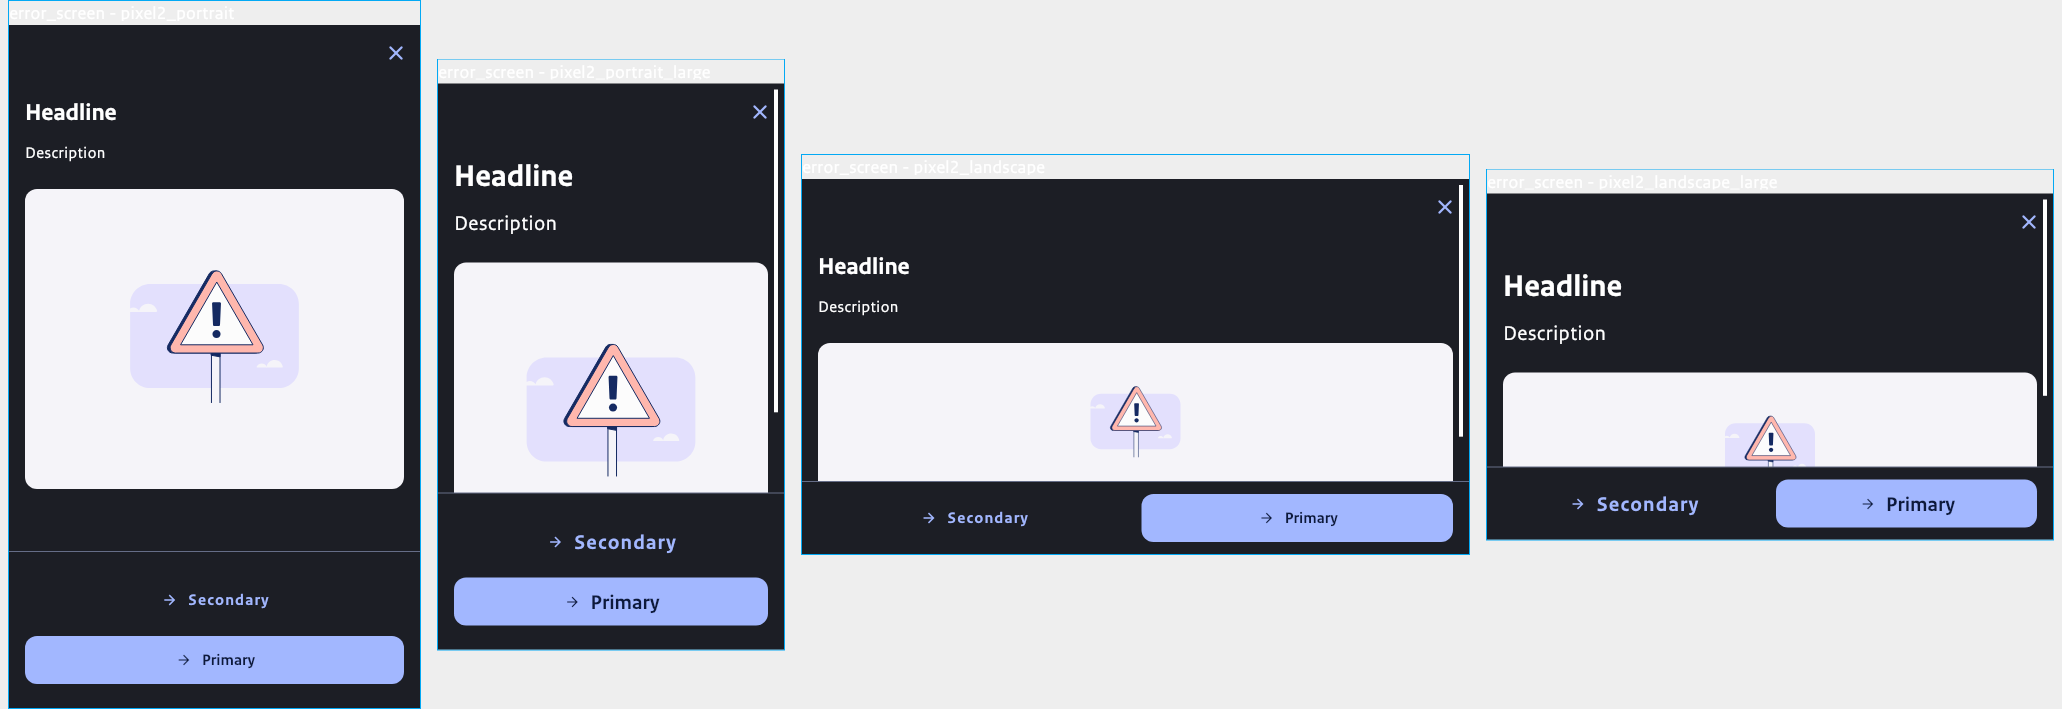 error_screen - pixel2_portrait
Headline
Description
Secondary
Primary
error_screen - pixel2_portrait_large
Headline
Description
Secondary
Primary
error_screen - pixel2_landscape
Headline
Description
Secondary
Primary
error_screen - pixel2_landscape_large
Headline
Description
Secondary
Primary